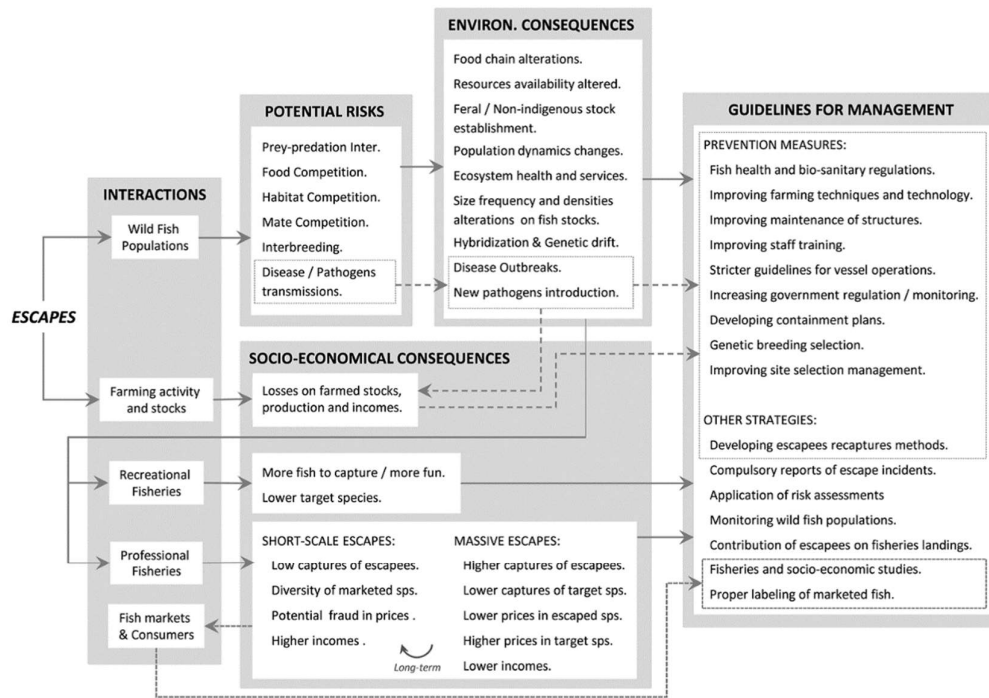 ESCAPES
INTERACTIONS
Wild Fish
Populations
Farming activity
and stocks
Recreational
Fisheries
Professional
Fisheries
Fish markets
& Consumers
POTENTIAL RISKS
Prey-predation Inter.
Food Competition.
Habitat Competition.
Mate Competition.
Interbreeding.
Disease / Pathogens
transmissions.
ENVIRON. CONSEQUENCES
Food chain alterations.
Resources availability altered.
Feral / Non-indigenous stock
establishment.
Population dynamics changes.
Ecosystem health and services.
Size frequency and densities
alterations on fish stocks.
Hybridization & Genetic drift.
Disease Outbreaks.
New pathogens introduction.
SOCIO-ECONOMICAL CONSEQUENCES
Losses on farmed stocks,
production and incomes.
More fish to capture / more fun.
Lower target species.
SHORT-SCALE ESCAPES:
Low captures of escapees.
Diversity of marketed sps.
Potential fraud in prices .
Higher incomes .
Long-term
MASSIVE ESCAPES:
Higher captures of escapees.
Lower captures of target sps.
Lower prices in escaped sps.
Higher prices in target sps.
Lower incomes.
GUIDELINES FOR MANAGEMENT
PREVENTION MEASURES:
Fish health and bio-sanitary regulations.
Improving farming techniques and technology.
Improving maintenance of structures.
Improving staff training.
Stricter guidelines for vessel operations.
Increasing government regulation / monitoring.
Developing containment plans.
Genetic breeding selection.
Improving site selection management.
OTHER STRATEGIES:
Developing escapees recaptures methods.
Compulsory reports of escape incidents.
Application of risk assessments
Monitoring wild fish populations.
Contribution of escapees on fisheries landings.
Fisheries and socio-economic studies.
Proper labeling of marketed fish.